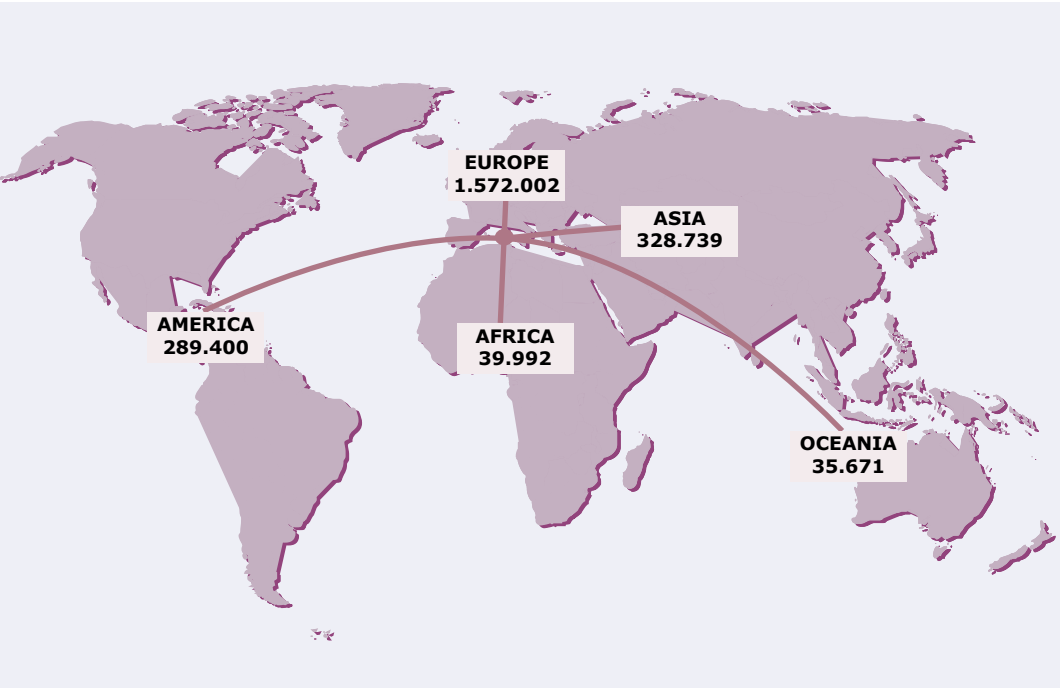 EUROPE
1.572.002
ASIA
328.739
AMERICA
289.400
AFRICA
39.992
OCEANIA
35.671